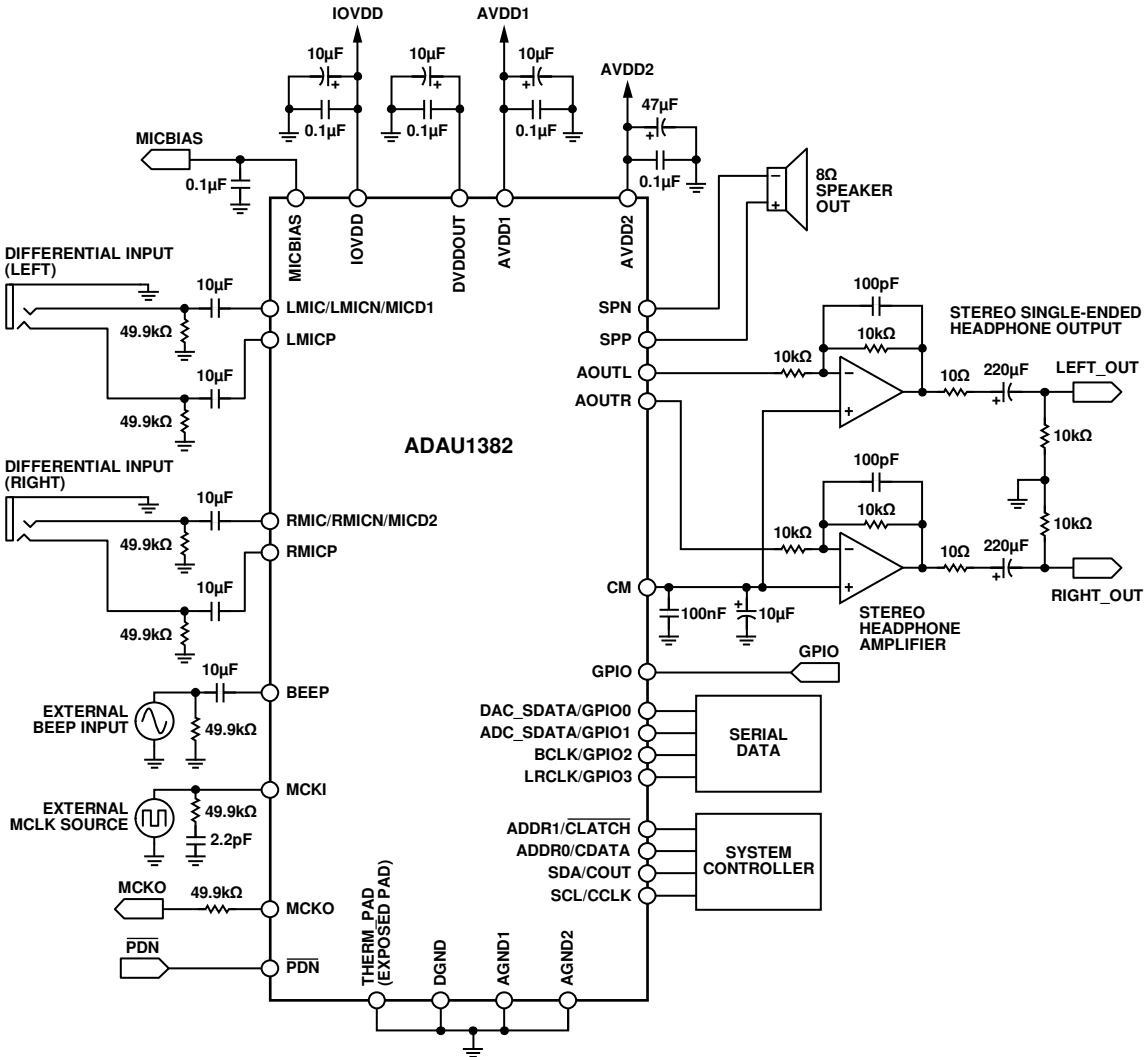 IOVDD
AVDD1
10µF
10µF
10µF
AVDD2
+
+
+
47µF
+
0.1µF
0.1µF
0.1µF
0.1µF
MICBIAS
0.1µF
–
+
8Ω
SPEAKER
OUT
MICBIAS
IOVDD
DVDDOUT
AVDD1
AVDD2
DIFFERENTIAL INPUT
(LEFT)
10µF
LMIC/LMICN/MICD1
49.9kΩ
LMICP
10µF
49.9kΩ
SPN
SPP
AOUTL
AOUTR
100pF
10kΩ
10kΩ
–
+
STEREO SINGLE-ENDED
HEADPHONE OUTPUT
10Ω
220µF
+
LEFT_OUT
10kΩ
ADAU1382
DIFFERENTIAL INPUT
(RIGHT)
10µF
RMIC/RMICN/MICD2
49.9kΩ
RMICP
10µF
49.9kΩ
100pF
10kΩ
10kΩ
–
+
10kΩ
10Ω
220µF
+
RIGHT_OUT
CM
100nF
+
10µF
STEREO
HEADPHONE
AMPLIFIER
10µF
BEEP
EXTERNAL
BEEP INPUT
49.9kΩ
GPIO
GPIO
DAC_SDATA/GPIO0
ADC_SDATA/GPIO1
BCLK/GPIO2
LRCLK/GPIO3
SERIAL
DATA
MCKI
EXTERNAL
MCLK SOURCE
49.9kΩ
2.2pF
ADDR1/CLATCH
ADDR0/CDATA
SDA/COUT
SCL/CCLK
SYSTEM
CONTROLLER
MCKO
49.9kΩ
MCKO
PDN
PDN
THERM_PAD
(EXPOSED PAD)
DGND
AGND1
AGND2